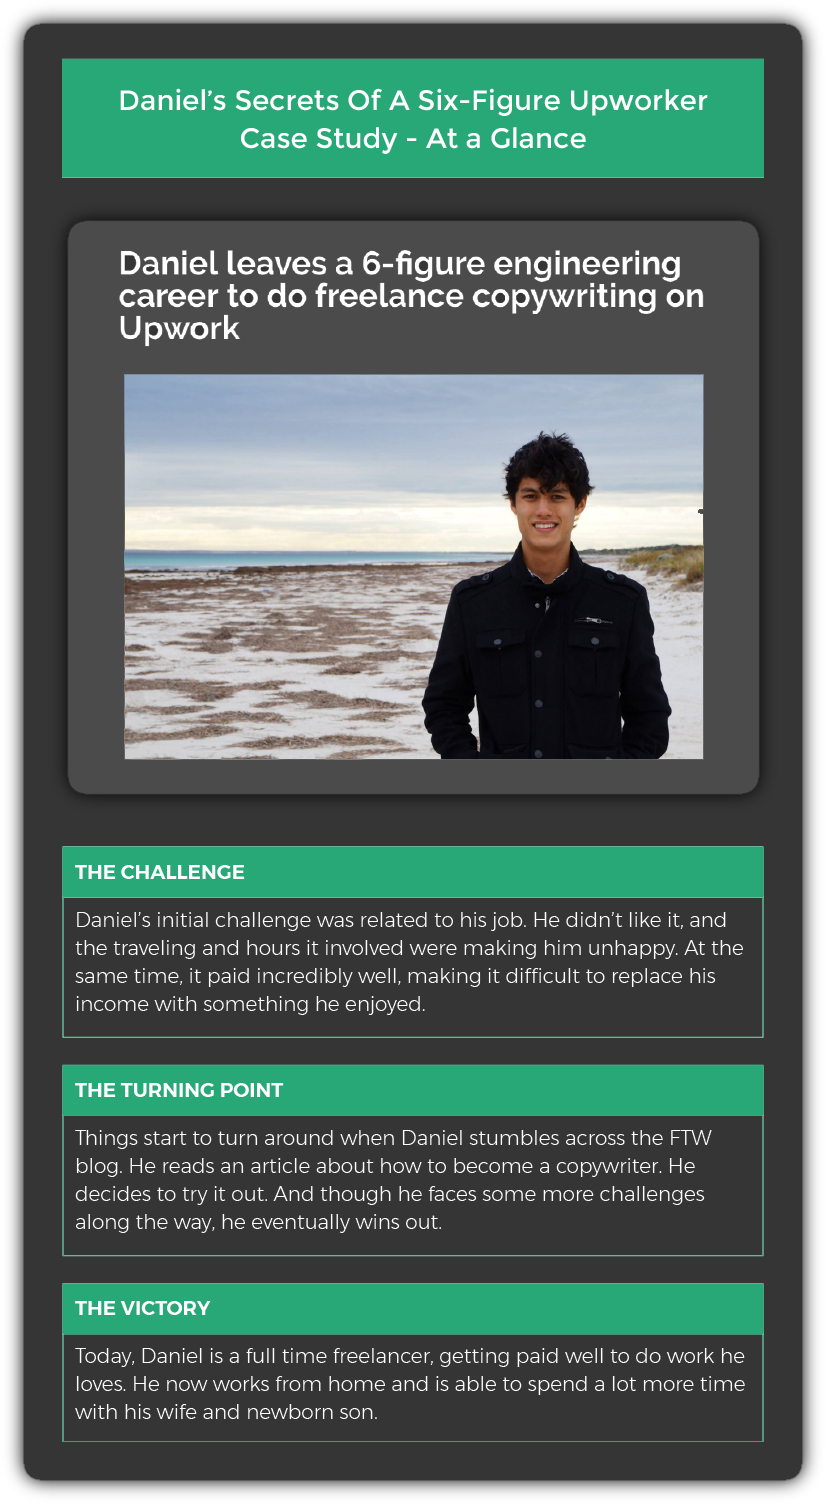 Daniel’s Secrets Of A Six-Figure Upworker
Case Study - At a Glance
Daniel leaves a 6-figure engineering
career to do freelance copywriting on
Upwork
THE CHALLENGE
Daniel’s initial challenge was related to his job. He didn’t like it, and
the traveling and hours it involved were making him unhappy. At the
same time, it paid incredibly well, making it difficult to replace his
income with something he enjoyed.
THE TURNING POINT
Things start to turn around when Daniel stumbles across the FTW
blog. He reads an article about how to become a copywriter. He
decides to try it out. And though he faces some more challenges
along the way, he eventually wins out.
THE VICTORY
Today, Daniel is a full time freelancer, getting paid well to do work he
loves. He now works from home and is able to spend a lot more time
with his wife and newborn son.